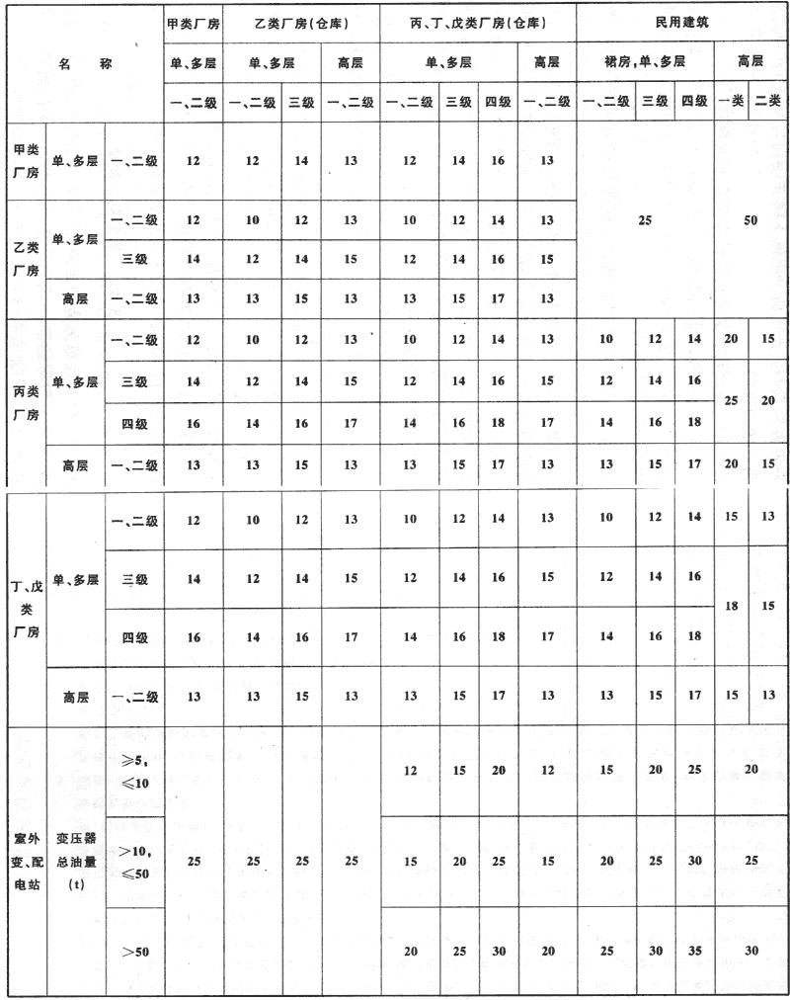 名 称 甲类厂房 乙类厂房(仓库) 丙、丁、戊类厂房(仓库) 民用建筑
单、多层 单、多层 高层 单、多层 高层 裙房,单、多层 高层
一、二级 一、二级 三级 一、二级 一、二级 三级 四级 一、二级 一、二级 三级 四级 一类 二类
甲类厂房 单、多层 一、二级 12 12 14 13 12 14 16 13 25 50
乙类厂房 单、多层 一、二级 12 10 12 13 10 12 14 13
三级 14 12 14 15 12 14 16 15
高层 一、二级 13 13 15 13 13 15 17 13
丙类厂房 单、多层 一、二级 12 10 12 13 10 12 14 13 10 12 14 20 15
三级 14 12 14 15 12 14 16 15 12 14 16 25 20
四级 16 14 16 17 14 16 18 17 14 16 18
高层 一、二级 13 13 15 13 13 15 17 13 13 15 17 20 15
丁、戊类厂房 单、多层 一、二级 12 10 12 13 10 12 14 13 10 12 14 15 13
三级 14 12 14 15 12 14 16 15 12 14 16 18 15
四级 16 14 16 17 14 16 18 17 14 16 18
高层 一、二级 13 13 15 13 13 15 17 13 13 15 17 15 13
室外变、配电站 变压器总油量(t) ≥5,≤10 25 25 25 25 12 15 20 12 15 20 25 20
>10,≤50 15 20 25 15 20 25 30 25
>50 20 25 30 20 25 30 35 30